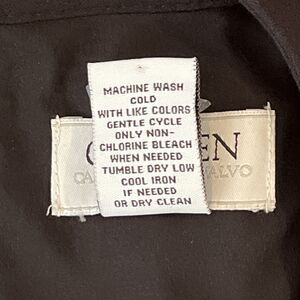 MACHINE WASH
COLD
WITH LIKE COLORS
GENTLE CYCLE
ONLY NON-
CHLORINE BLEACH
WHEN NEEDED
TUMBLE DRY LOW
COOL IRON
IF NEEDED
OR DRY CLEAN